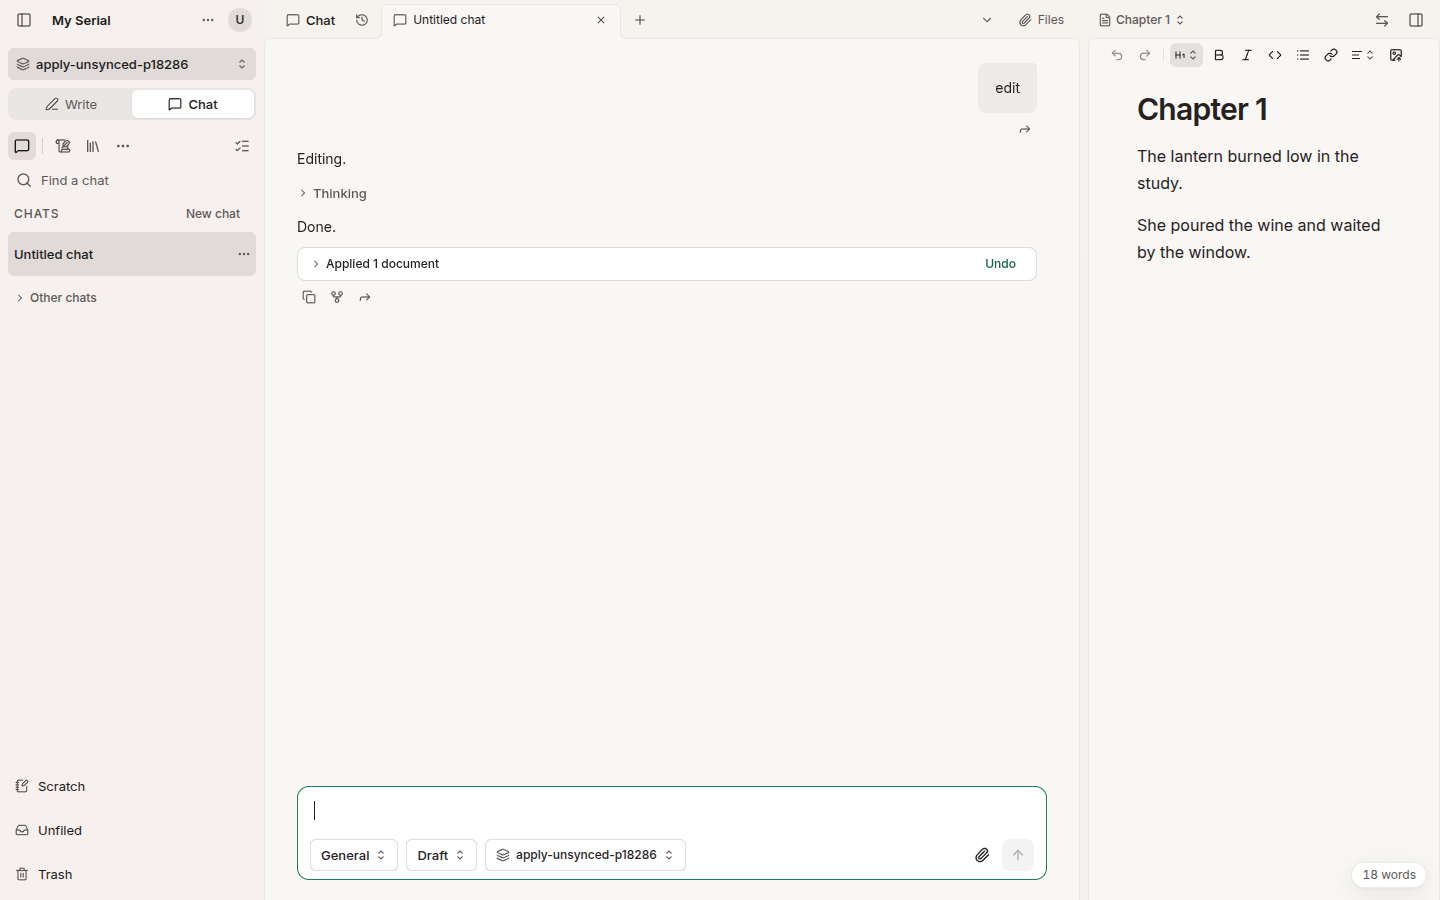 My Serial
U
apply-unsynced-p18286
Write
Chat
Find a chat
CHATS
New chat
Untitled chat
Other chats
Scratch
Unfiled
Trash
Chat
Untitled chat
Files
edit
Editing.
Thinking
Done.
Applied 1 document
Undo
General
Draft
apply-unsynced-p18286
Chapter 1
H1
Chapter 1
The lantern burned low in the
study.
She poured the wine and waited
by the window.
18 words